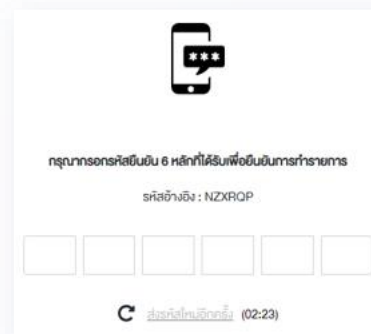 ***
กรุณากรอกรหัสยืนยัน 6 หลักที่ได้รับเพื่อยืนยันการทำรายการ
รหัสอ้างอิง : NZXRQP
ส่งรหัสใหม่อีกครั้ง (02:23)